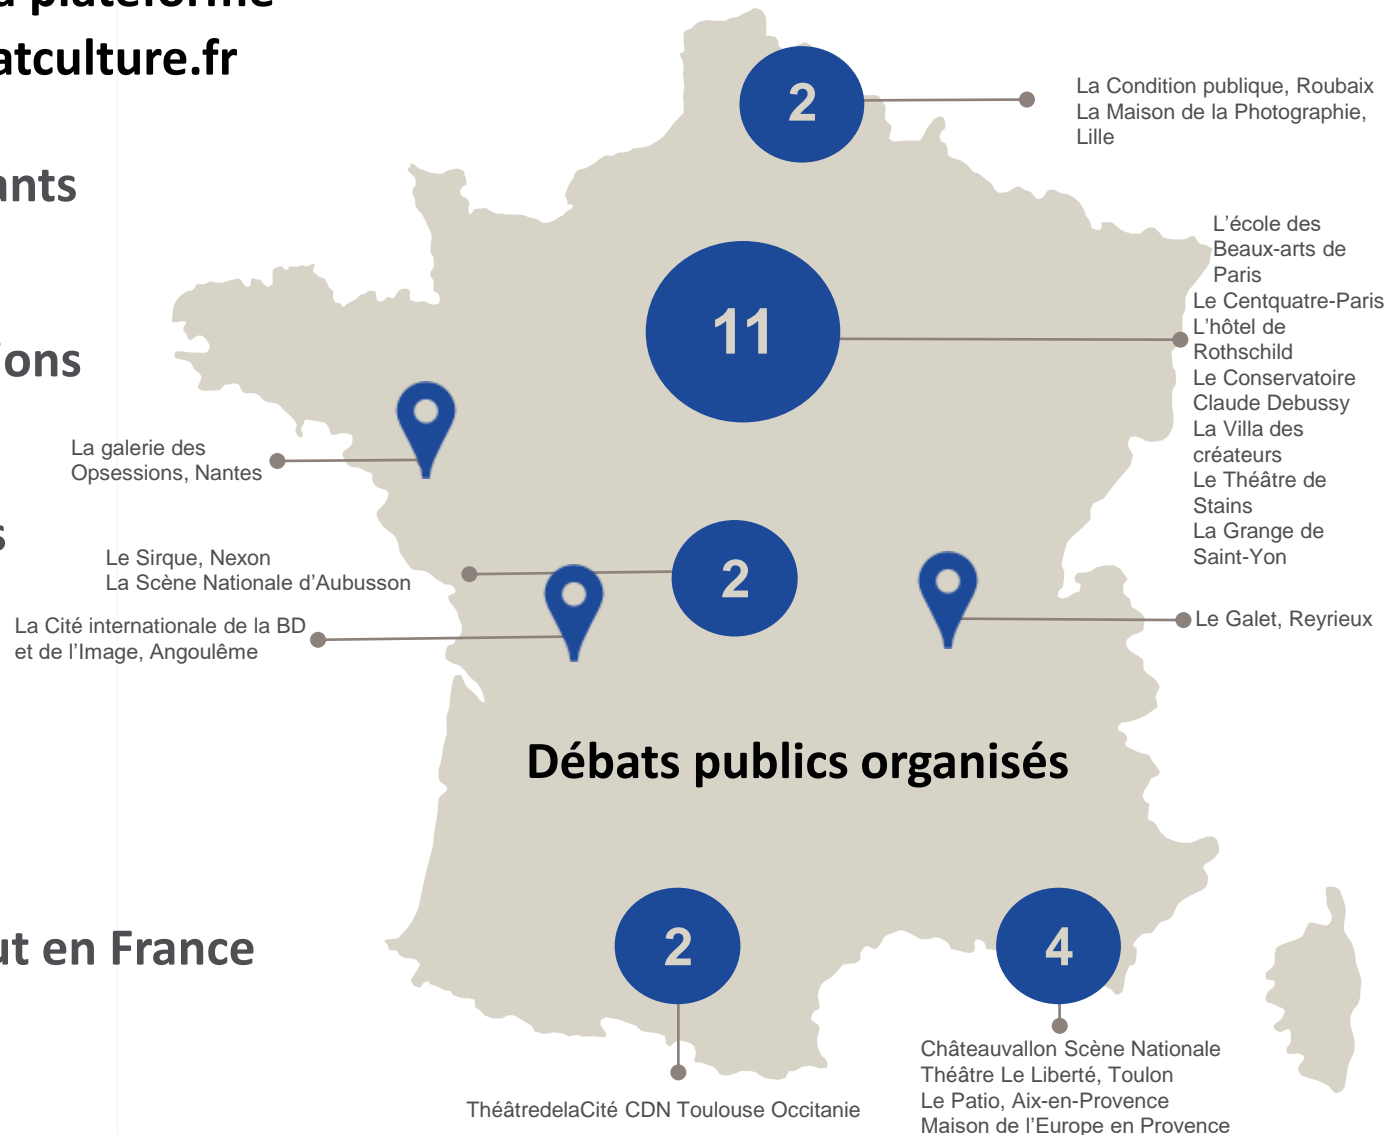 plateforme
atculture.fr
ants
ions
s
ut en France
2
La Condition publique, Roubaix
La Maison de la Photographie,
Lille
11
L'école des
Beaux-arts de
Paris
Le Centquatre-Paris
L'hôtel de
Rothschild
Le Conservatoire
Claude Debussy
La Villa des
créateurs
Le Théâtre de
Stains
La Grange de
Saint-Yon
La galerie des
Opsessions, Nantes
Le Sirque, Nexon
La Scène Nationale d'Aubusson
2
La Cité internationale de la BD
et de l'Image, Angoulême
Le Galet, Reyrieux
Débats publics organisés
2
ThéâtredelaCité CDN Toulouse Occitanie
4
Châteauvallon Scène Nationale
Théâtre Le Liberté, Toulon
Le Patio, Aix-en-Provence
Maison de l'Europe en Provence